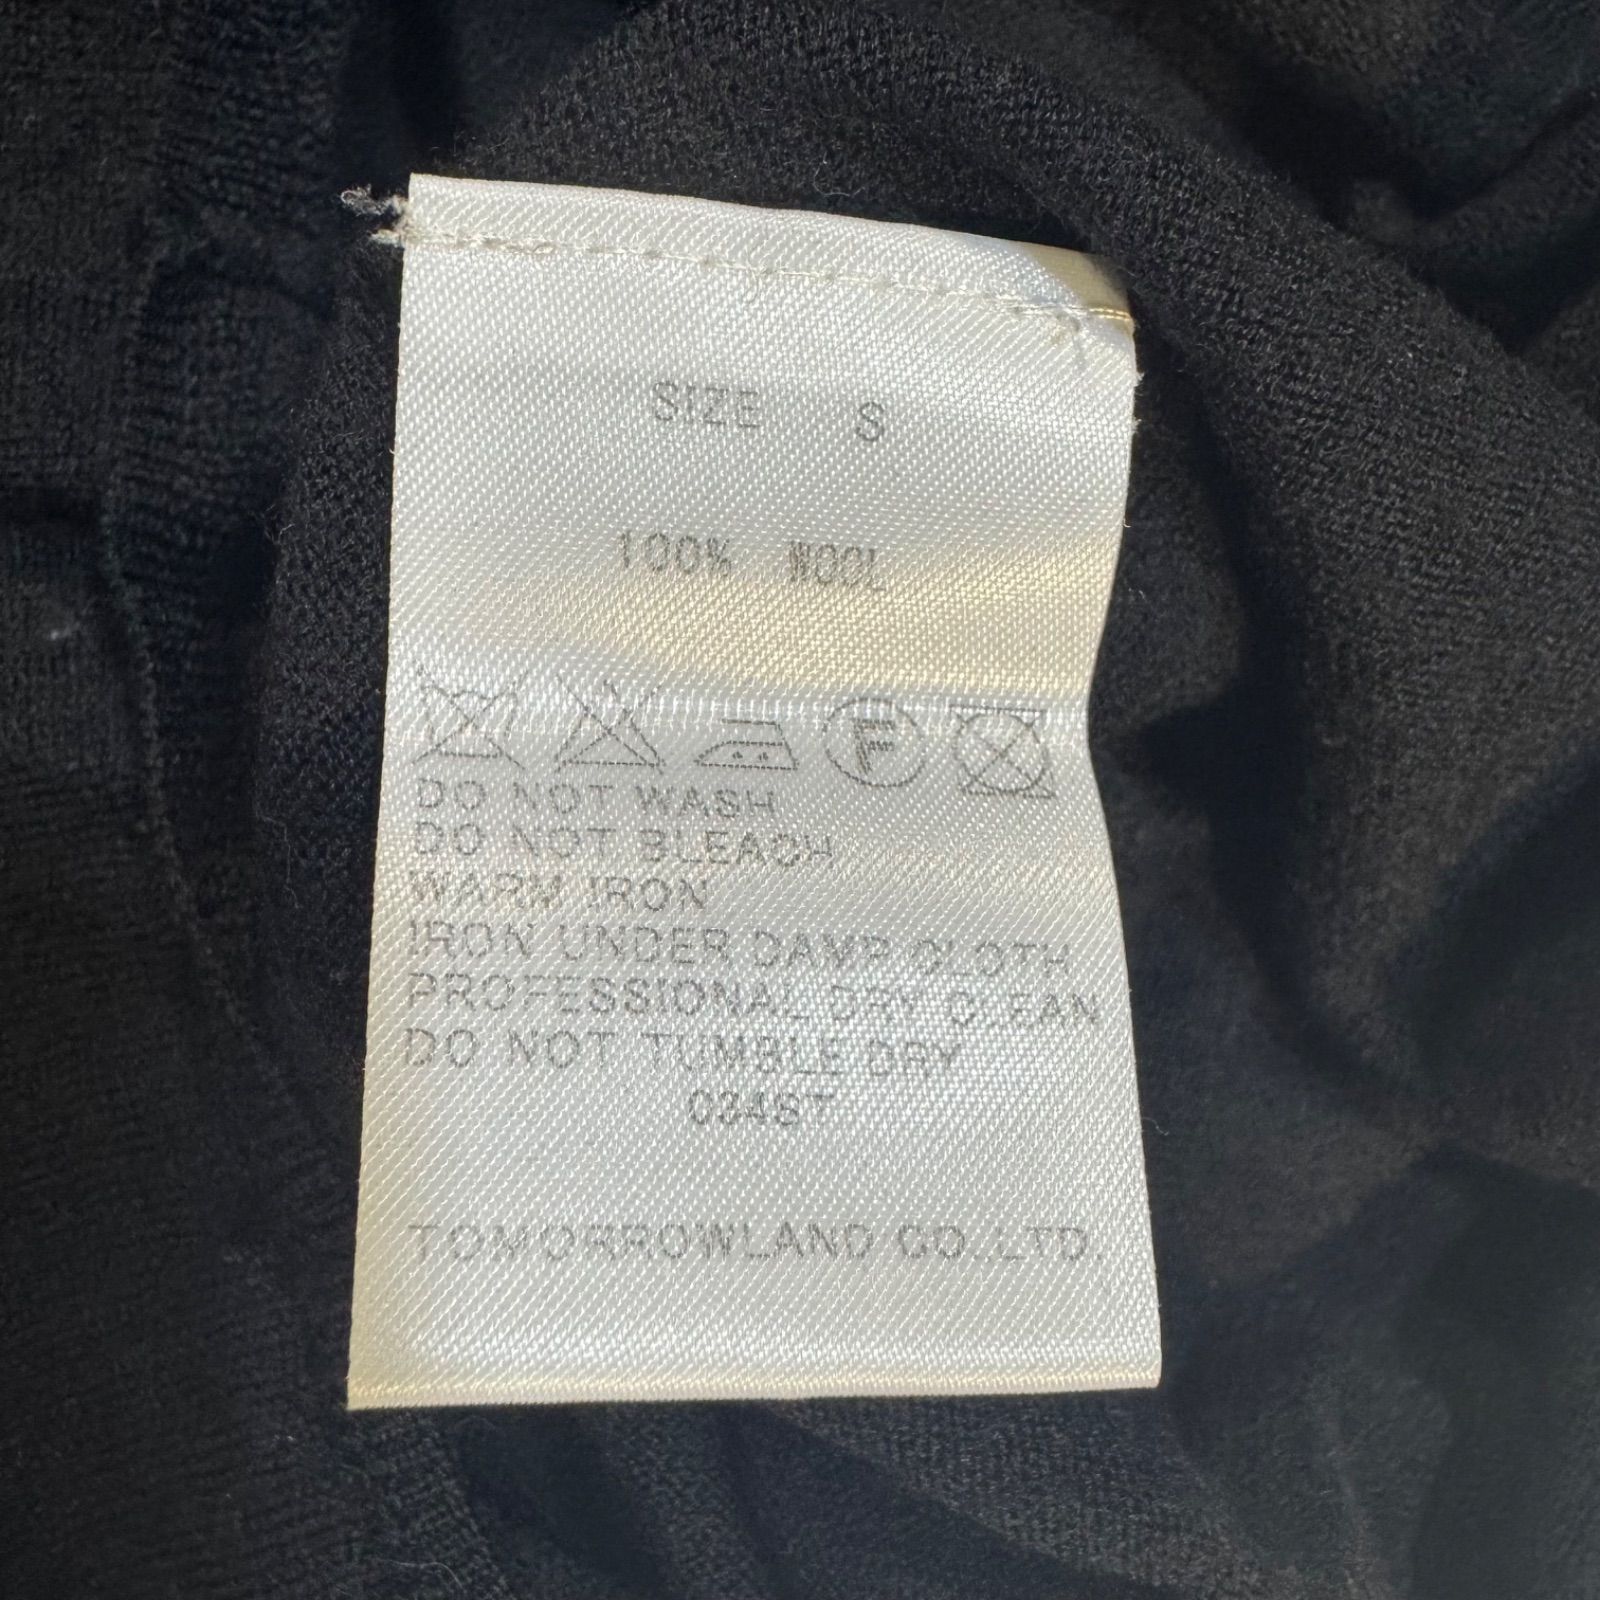 SIZE S
100% WOOL
F
DO NOT WASH
DO NOT BLEACH
WARM IRON
IRON UNDER DAMP CLOTH
PROFESSIONAL DRY CLEAN
DO NOT TUMBLE DRY
034ST
TOMORROWLAND CO.,LTD.